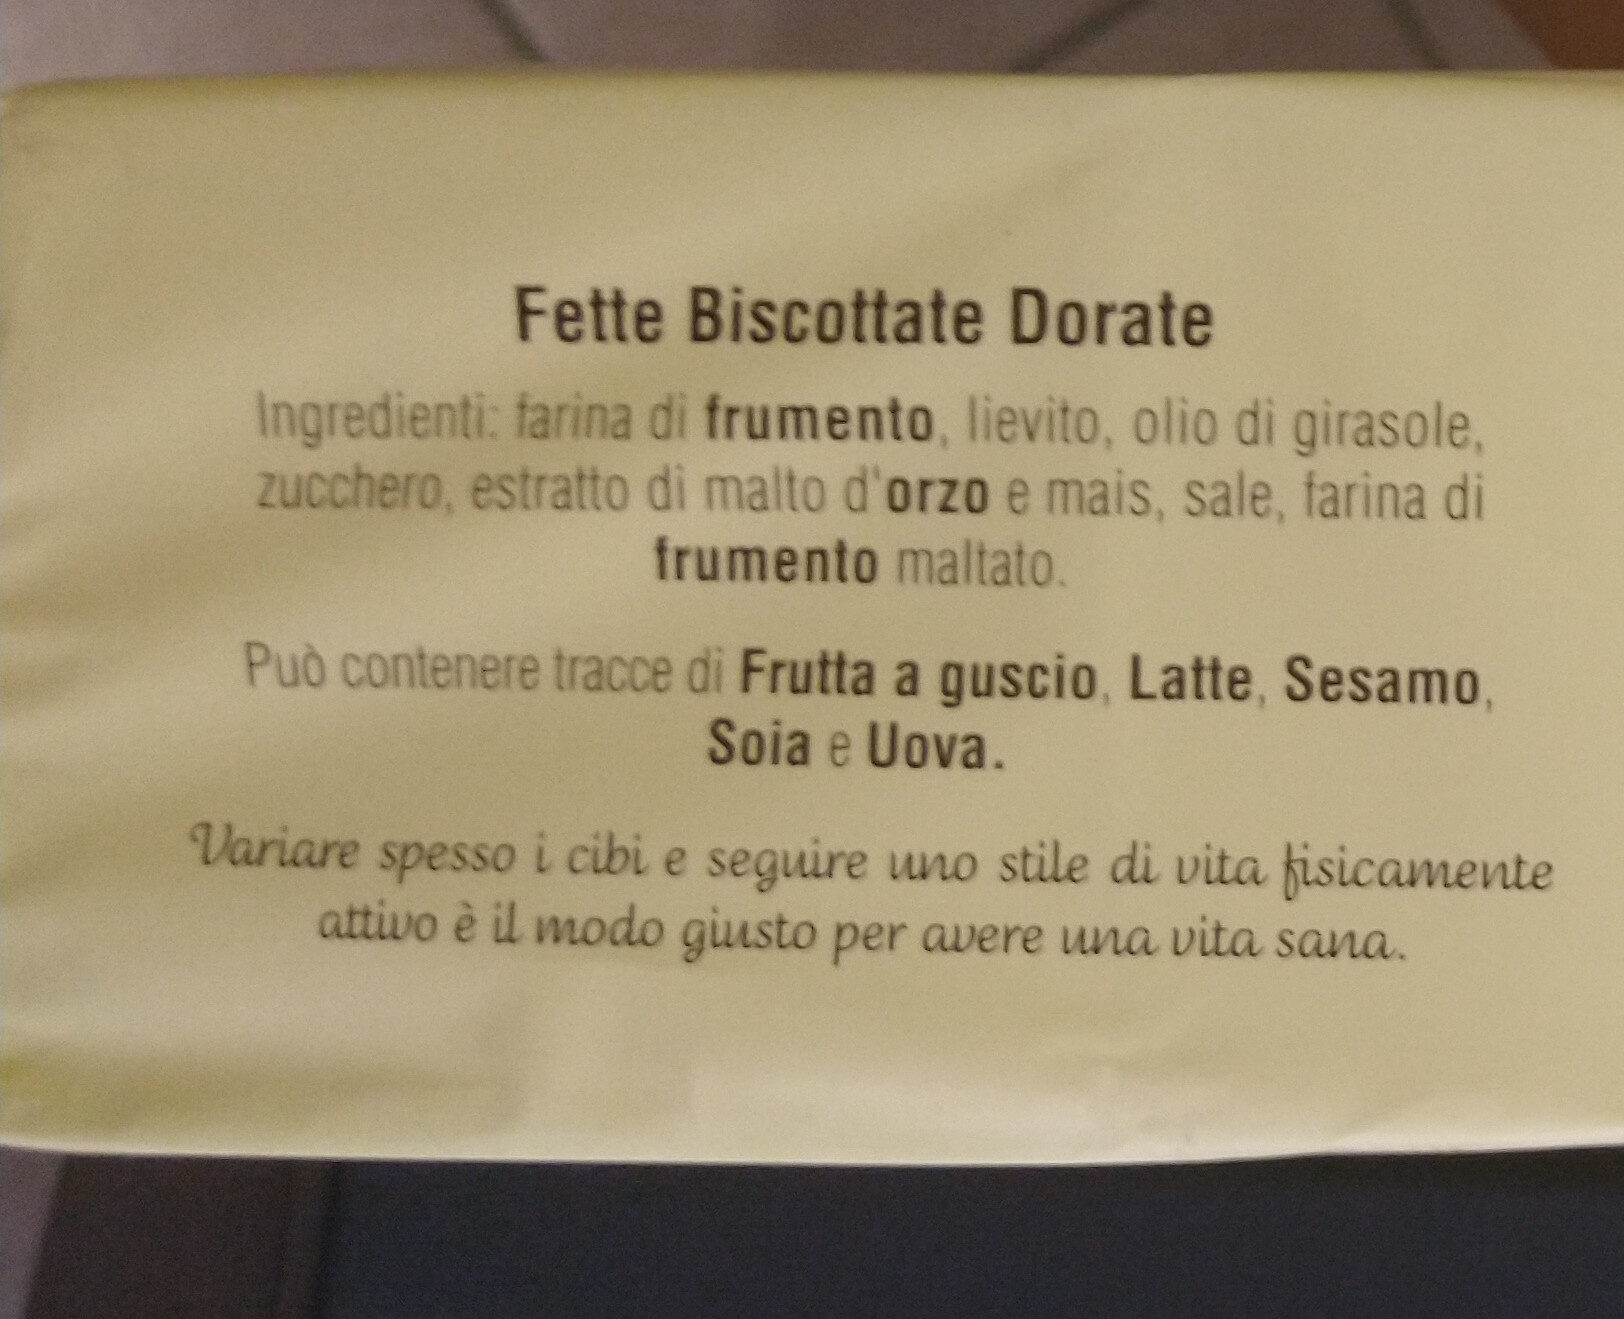 Fette Biscottate Dorate
Ingredienti: farina di frumento, lievito, olio di girasole,
zucchero, estratto di malto d'orzo e mais, sale, farina di
frumento maltato.
Può contenere tracce di Frutta a guscio, Latte, Sesamo,
Soia e Uova.
Variare spesso i cibi e seguire uno stile di vita fisicamente
attivo è il modo giusto per avere una vita sana.